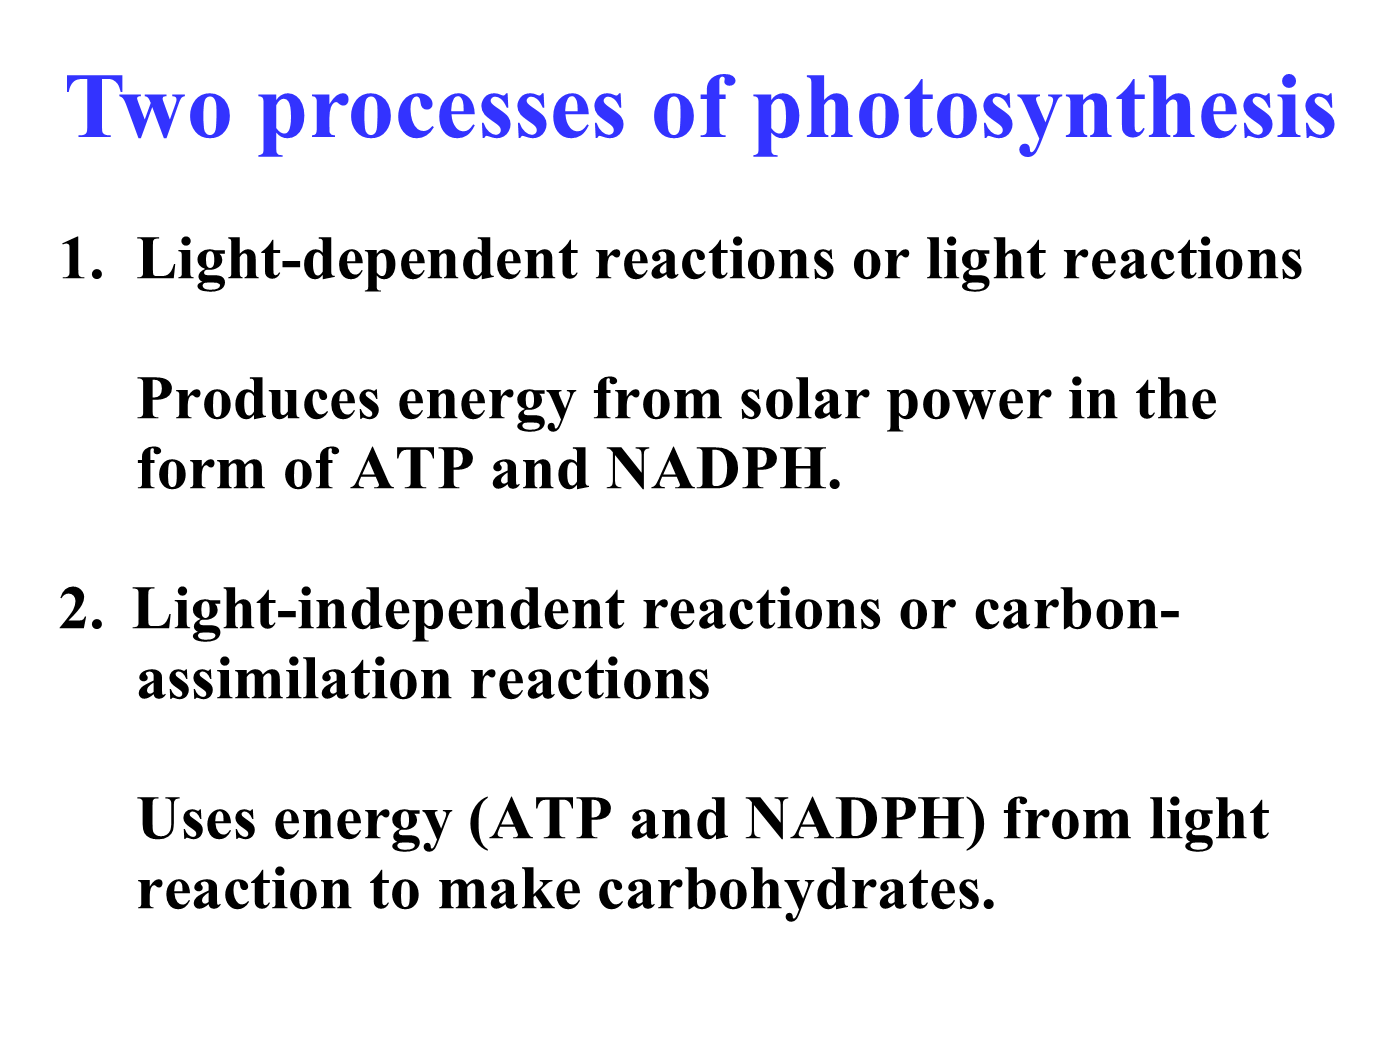 Two processes of photosynthesis
1. Light-dependent reactions or light reactions
Produces energy from solar power in the
form of ATP and NADPH.
2. Light-independent reactions or carbon-
assimilation reactions
Uses energy (ATP and NADPH) from light
reaction to make carbohydrates.